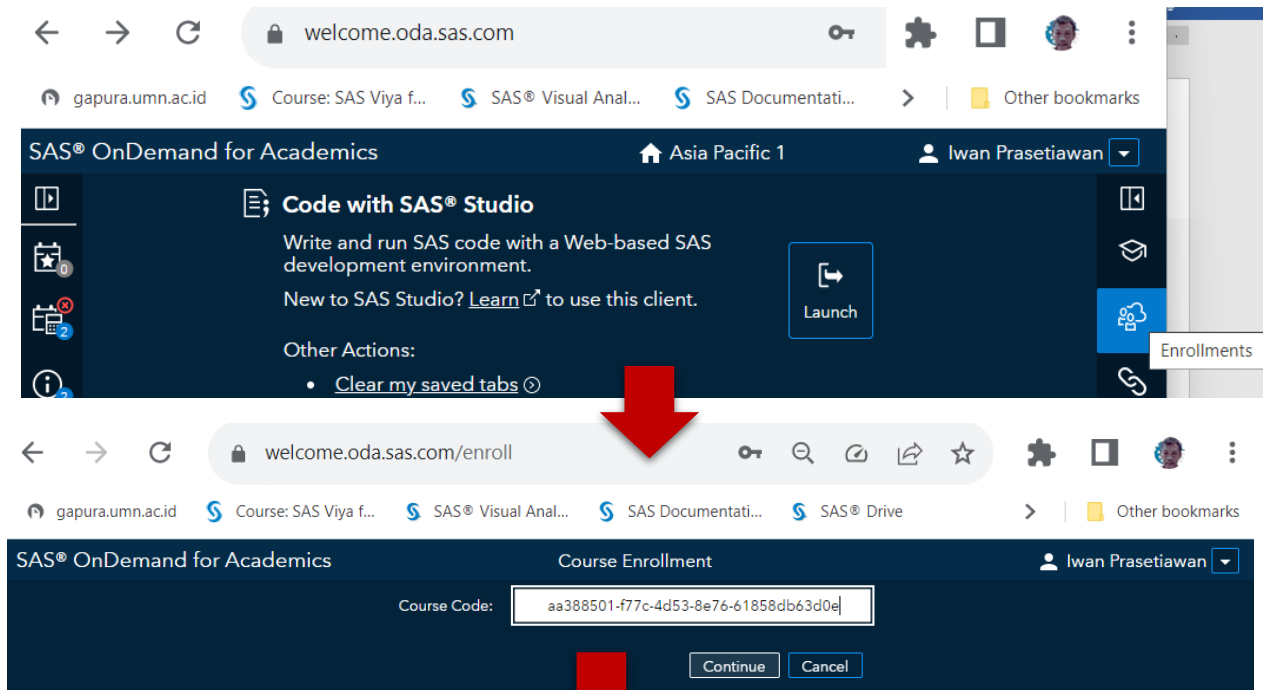 welcome.oda.sas.com
gapura.umn.ac.id Course: SAS Viya f... SAS® Visual Anal... SAS Documentati... Other bookmarks
SAS® OnDemand for Academics Asia Pacific 1 Iwan Prasetiawan
Code with SAS® Studio
Write and run SAS code with a Web-based SAS
development environment.
New to SAS Studio? Learn to use this client.
Launch
Other Actions:
• Clear my saved tabs
0
2
2
Enrollments
welcome.oda.sas.com/enroll
gapura.umn.ac.id Course: SAS Viya f... SAS® Visual Anal... SAS Documentati... SAS® Drive Other bookmarks
SAS® OnDemand for Academics Course Enrollment Iwan Prasetiawan
Course Code: aa388501-f77c-4d53-8e76-61858db63d0e
Continue Cancel